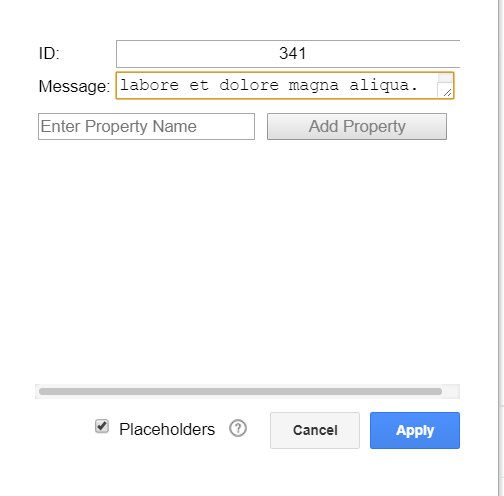 ID: 341
Message: labore et dolore magna aliqua.
Enter Property Name Add Property
Placeholders ? Cancel Apply